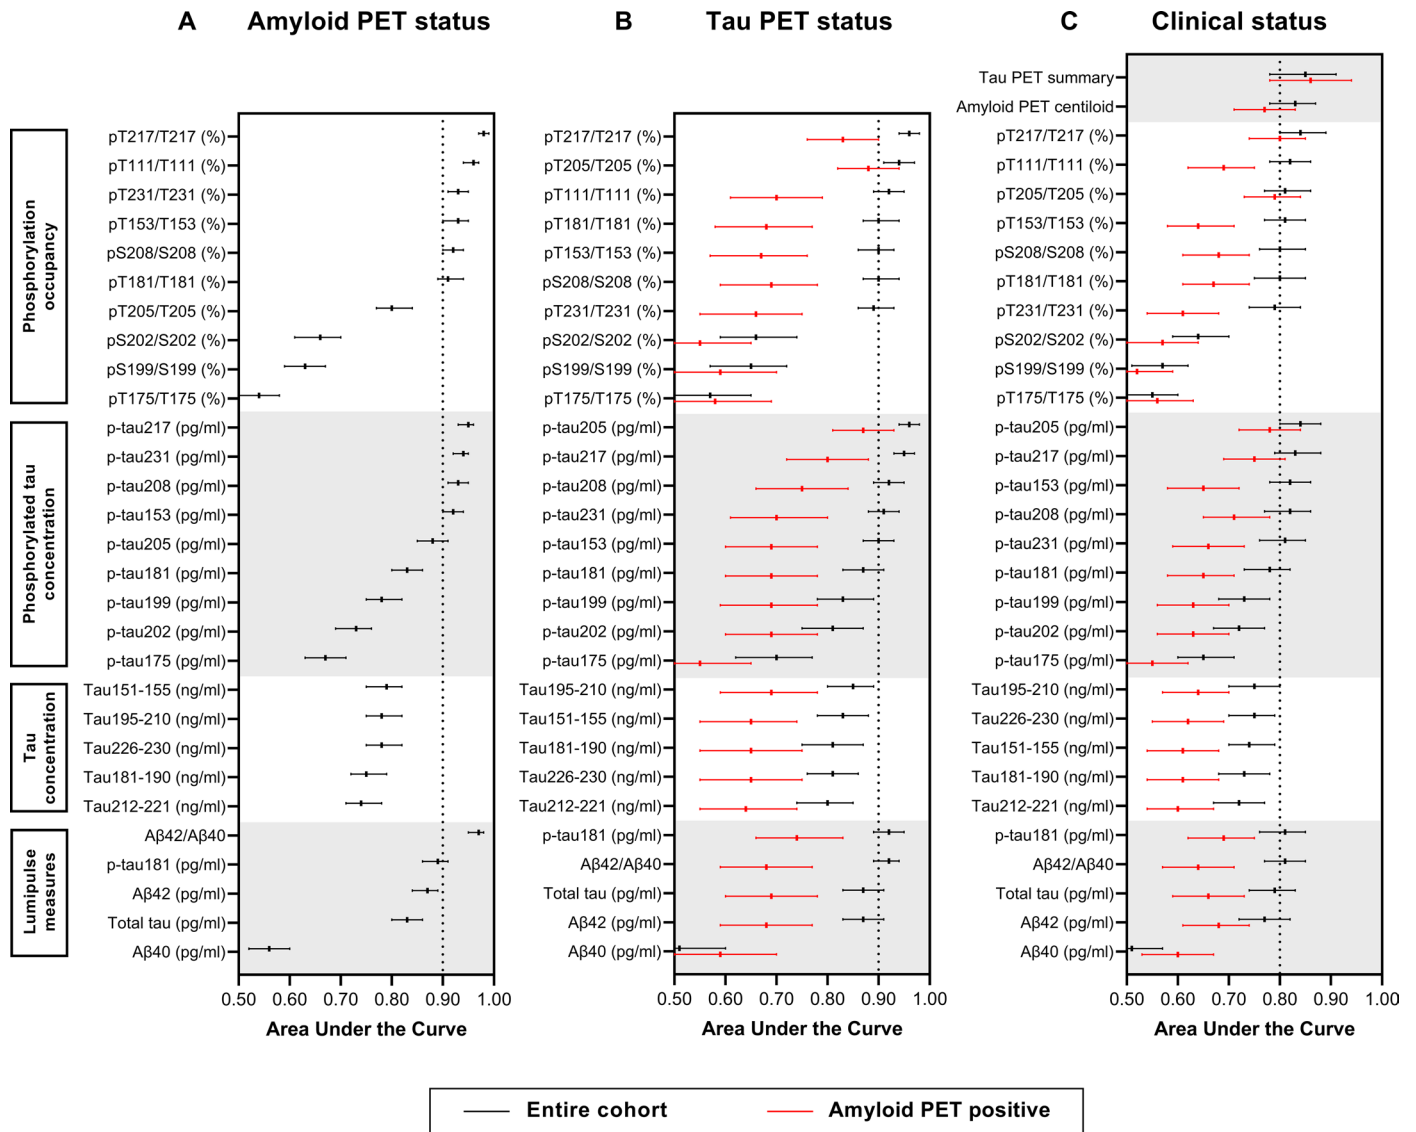 A Amyloid PET status
B Tau PET status
C Clinical status
Phosphorylation
occupancy
Phosphorylated tau
concentration
Tau
concentration
Lumipulse
measures
pT217/T217 (%)
pT111/T111 (%)
pT231/T231 (%)
pT153/T153 (%)
pS208/S208 (%)
pT181/T181 (%)
pT205/T205 (%)
pS202/S202 (%)
pS199/S199 (%)
pT175/T175 (%)
p-tau217 (pg/ml)
p-tau231 (pg/ml)
p-tau208 (pg/ml)
p-tau153 (pg/ml)
p-tau205 (pg/ml)
p-tau181 (pg/ml)
p-tau199 (pg/ml)
p-tau202 (pg/ml)
p-tau175 (pg/ml)
Tau151-155 (ng/ml)
Tau195-210 (ng/ml)
Tau226-230 (ng/ml)
Tau181-190 (ng/ml)
Tau212-221 (ng/ml)
Aβ42/Aβ40
p-tau181 (pg/ml)
Aβ42 (pg/ml)
Total tau (pg/ml)
Aβ40 (pg/ml)
0.50 0.60 0.70 0.80 0.90 1.00
Area Under the Curve
pT217/T217 (%)
pT205/T205 (%)
pT111/T111 (%)
pT181/T181 (%)
pT153/T153 (%)
pS208/S208 (%)
pT231/T231 (%)
pS202/S202 (%)
pS199/S199 (%)
pT175/T175 (%)
p-tau205 (pg/ml)
p-tau217 (pg/ml)
p-tau208 (pg/ml)
p-tau231 (pg/ml)
p-tau153 (pg/ml)
p-tau181 (pg/ml)
p-tau199 (pg/ml)
p-tau202 (pg/ml)
p-tau175 (pg/ml)
Tau195-210 (ng/ml)
Tau151-155 (ng/ml)
Tau181-190 (ng/ml)
Tau226-230 (ng/ml)
Tau212-221 (ng/ml)
p-tau181 (pg/ml)
Aβ42/Aβ40
Total tau (pg/ml)
Aβ42 (pg/ml)
Aβ40 (pg/ml)
0.50 0.60 0.70 0.80 0.90 1.00
Area Under the Curve
Tau PET summary
Amyloid PET centiloid
pT217/T217 (%)
pT111/T111 (%)
pT205/T205 (%)
pT153/T153 (%)
pS208/S208 (%)
pT181/T181 (%)
pT231/T231 (%)
pS202/S202 (%)
pS199/S199 (%)
pT175/T175 (%)
p-tau205 (pg/ml)
p-tau217 (pg/ml)
p-tau153 (pg/ml)
p-tau208 (pg/ml)
p-tau231 (pg/ml)
p-tau181 (pg/ml)
p-tau199 (pg/ml)
p-tau202 (pg/ml)
p-tau175 (pg/ml)
Tau195-210 (ng/ml)
Tau226-230 (ng/ml)
Tau151-155 (ng/ml)
Tau181-190 (ng/ml)
Tau212-221 (ng/ml)
p-tau181 (pg/ml)
Aβ42/Aβ40
Total tau (pg/ml)
Aβ42 (pg/ml)
Aβ40 (pg/ml)
0.50 0.60 0.70 0.80 0.90 1.00
Area Under the Curve
Entire cohort
Amyloid PET positive